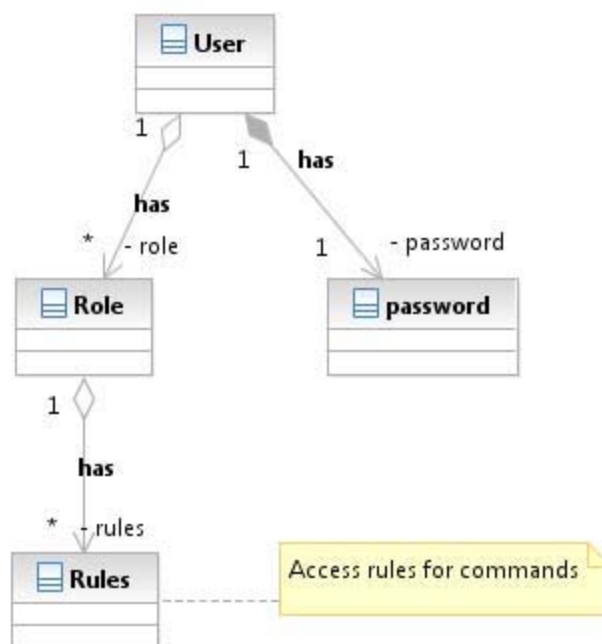 User
1
1
has
has
*
- role
1
- password
Role
password
1
has
*
- rules
Rules
Access rules for commands